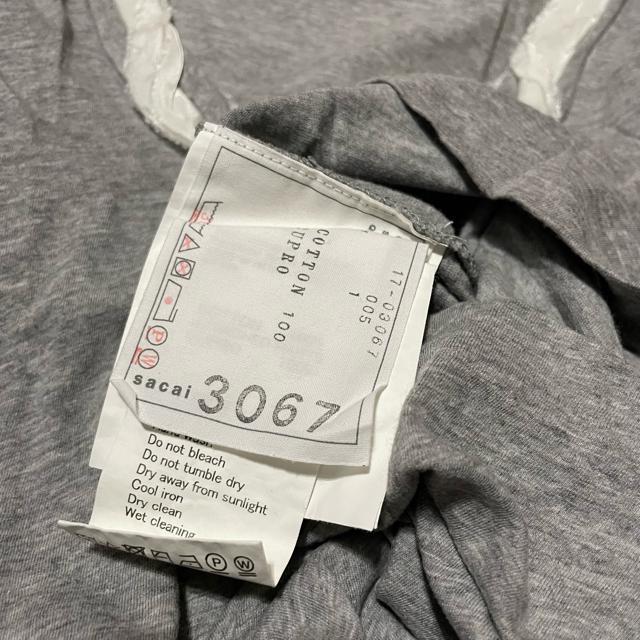 17-03067
005
1
COTTON 100
sacai 3067
Do not bleach
Do not tumble dry
Dry away from sunlight
Cool iron
Dry clean
Wet cleaning
P W